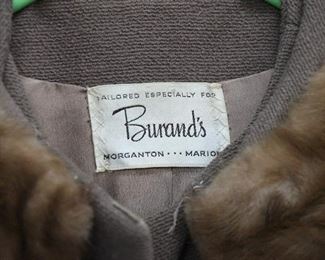 TAILORED ESPECIALLY FOR
Burand's
MORGANTON ··· MARION